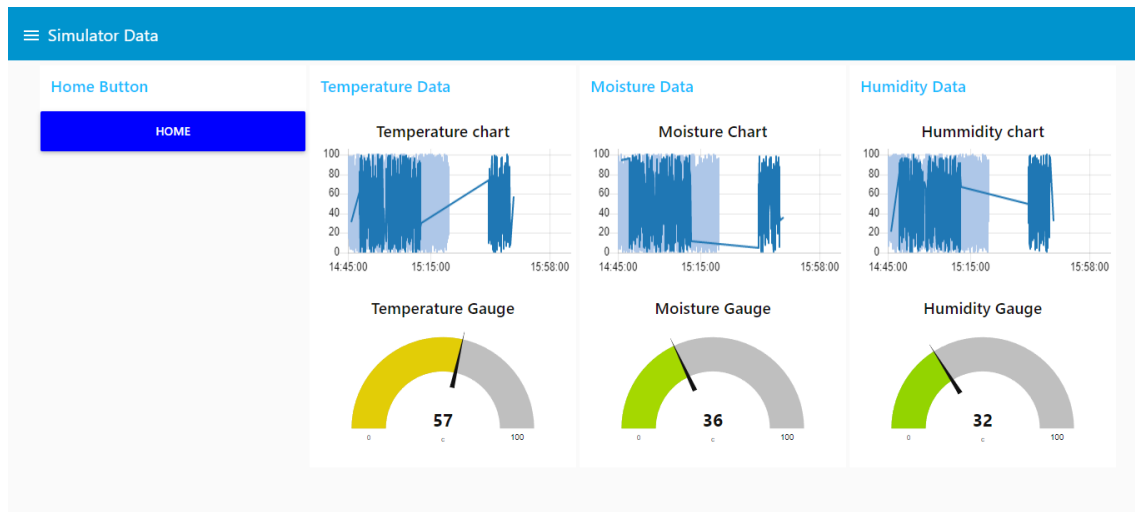 Simulator Data
Home Button
HOME
Temperature Data
Temperature chart
100
80
60
40
20
0
14:45:00 15:15:00 15:58:00
Temperature Gauge
57
c
0 100
Moisture Data
Moisture Chart
100
80
60
40
20
0
14:45:00 15:15:00 15:58:00
Moisture Gauge
36
c
0 100
Humidity Data
Hummidity chart
100
80
60
40
20
0
14:45:00 15:15:00 15:58:00
Humidity Gauge
32
c
0 100